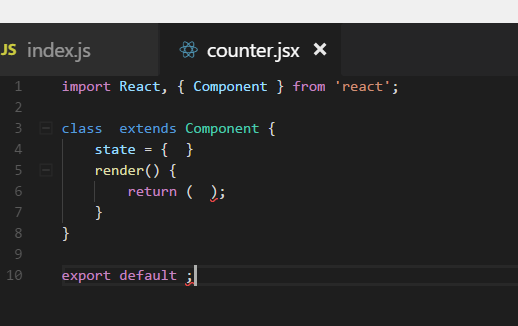 JS index.js counter.jsx ×
1 import React, { Component } from 'react';
2
3 class  extends Component {
4 state = {  }
5 render() {
6 return (  );
7 }
8 }
9
10 export default ;